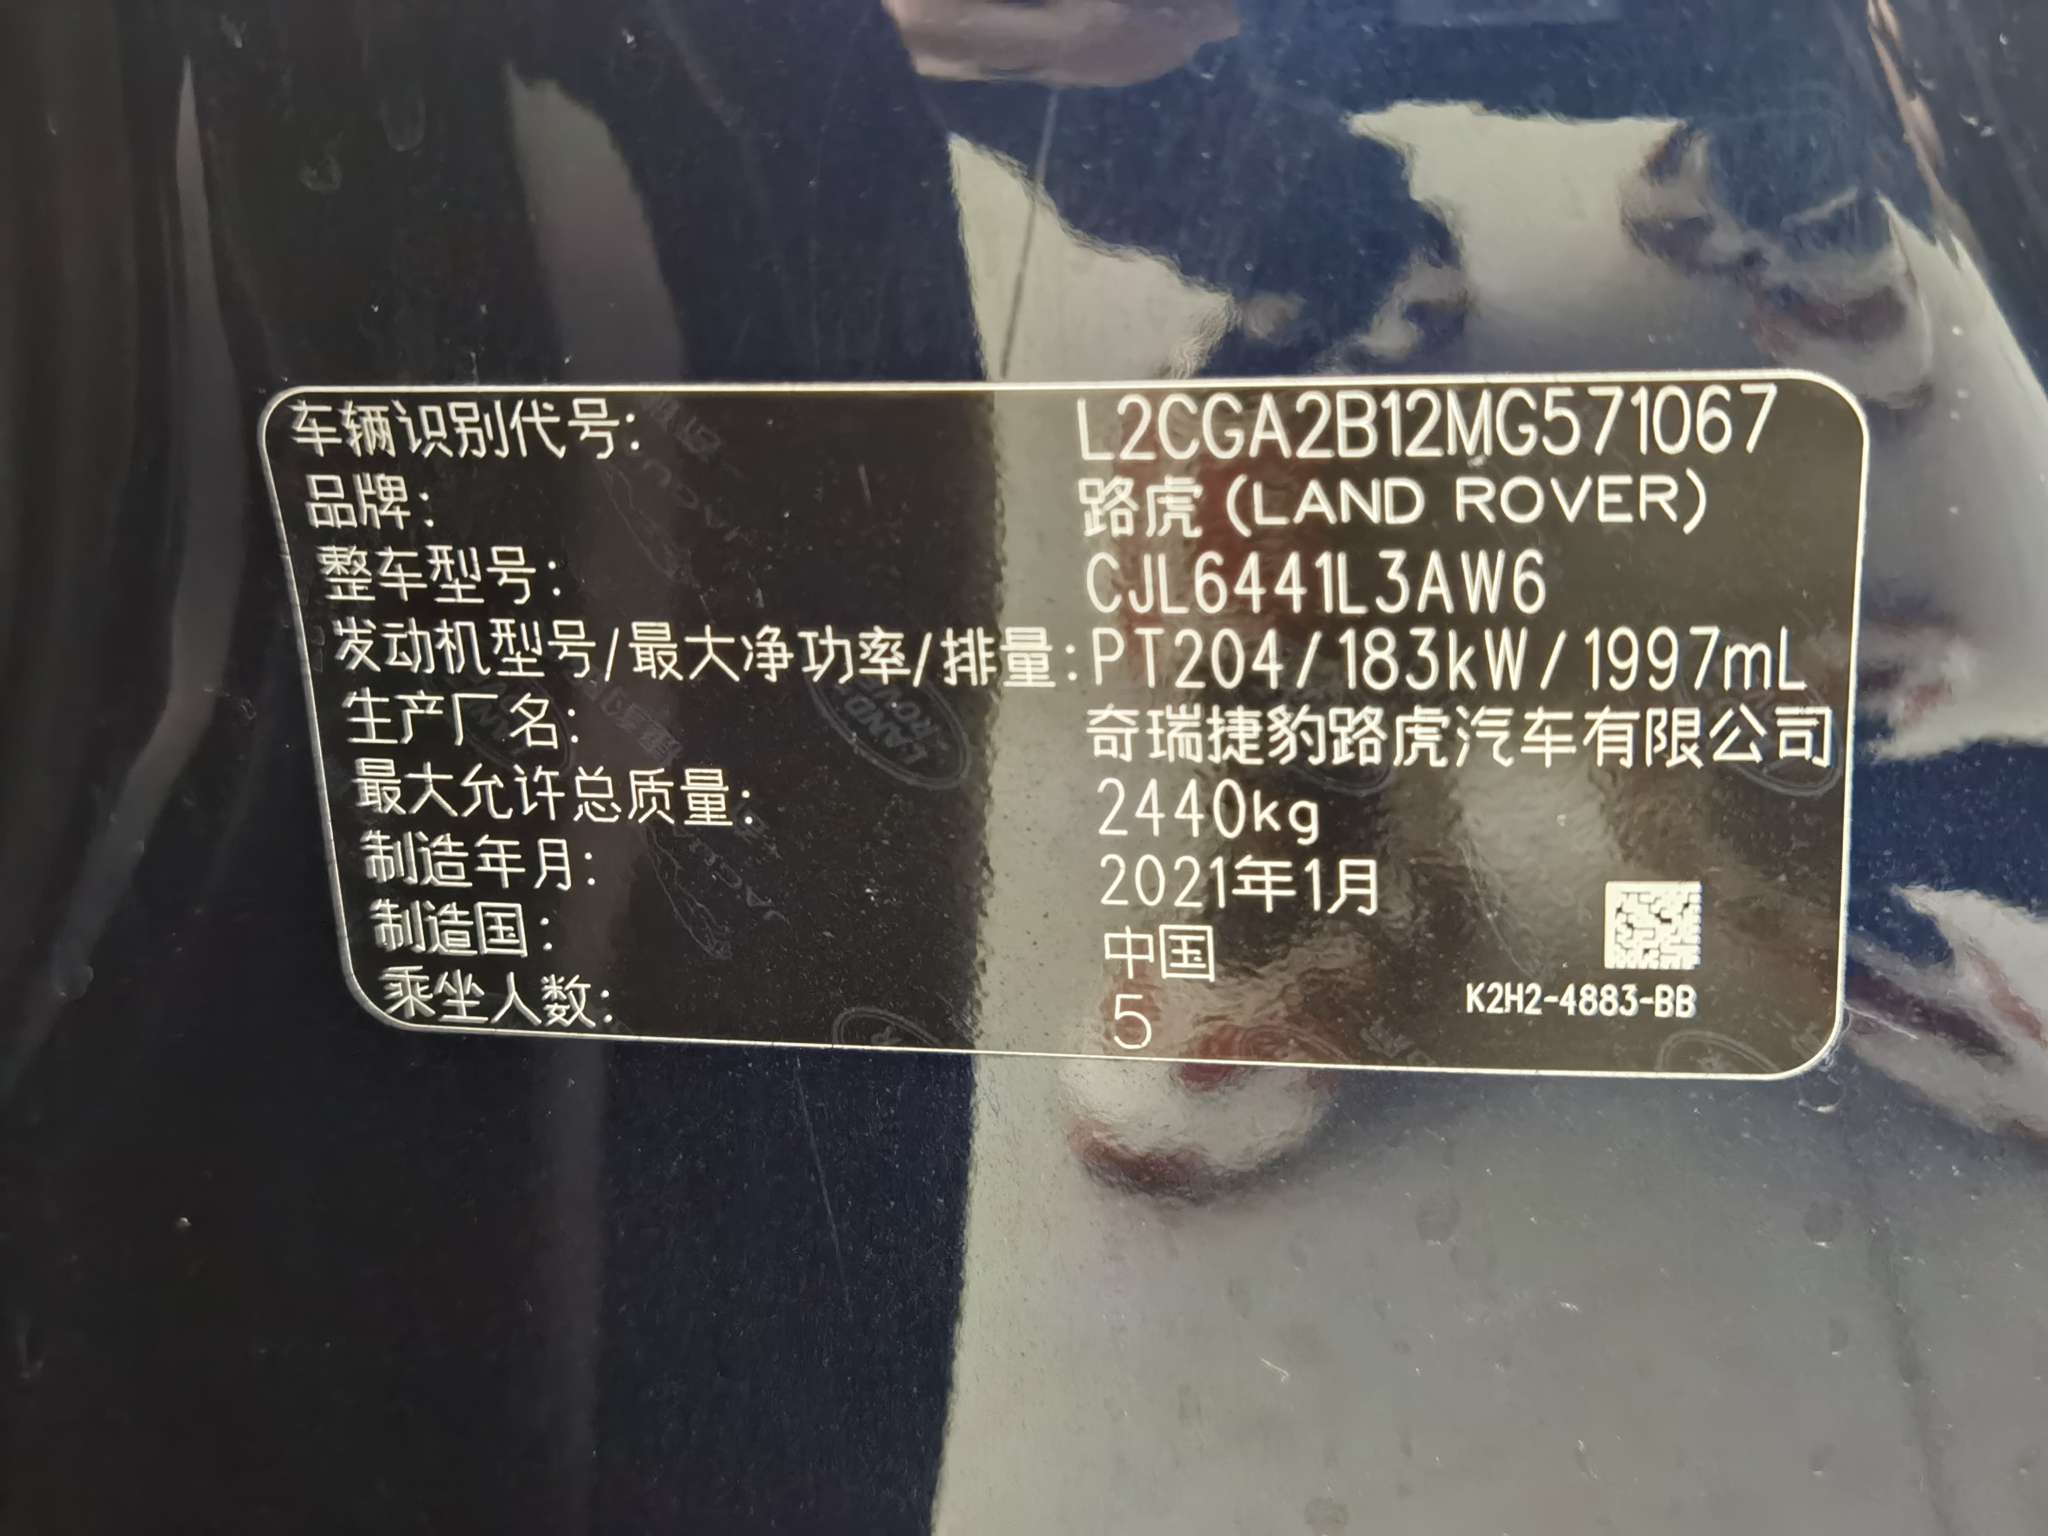 车辆识别代号: L2CGA2B12MG571067
品牌: 路虎 (LAND ROVER)
整车型号: CJL6441L3AW6
发动机型号/最大净功率/排量: PT204/183kW/1997mL
生产厂名: 奇瑞捷豹路虎汽车有限公司
最大允许总质量: 2440kg
制造年月: 2021年1月
制造国: 中国
乘坐人数: 5
K2H2-4883-BB